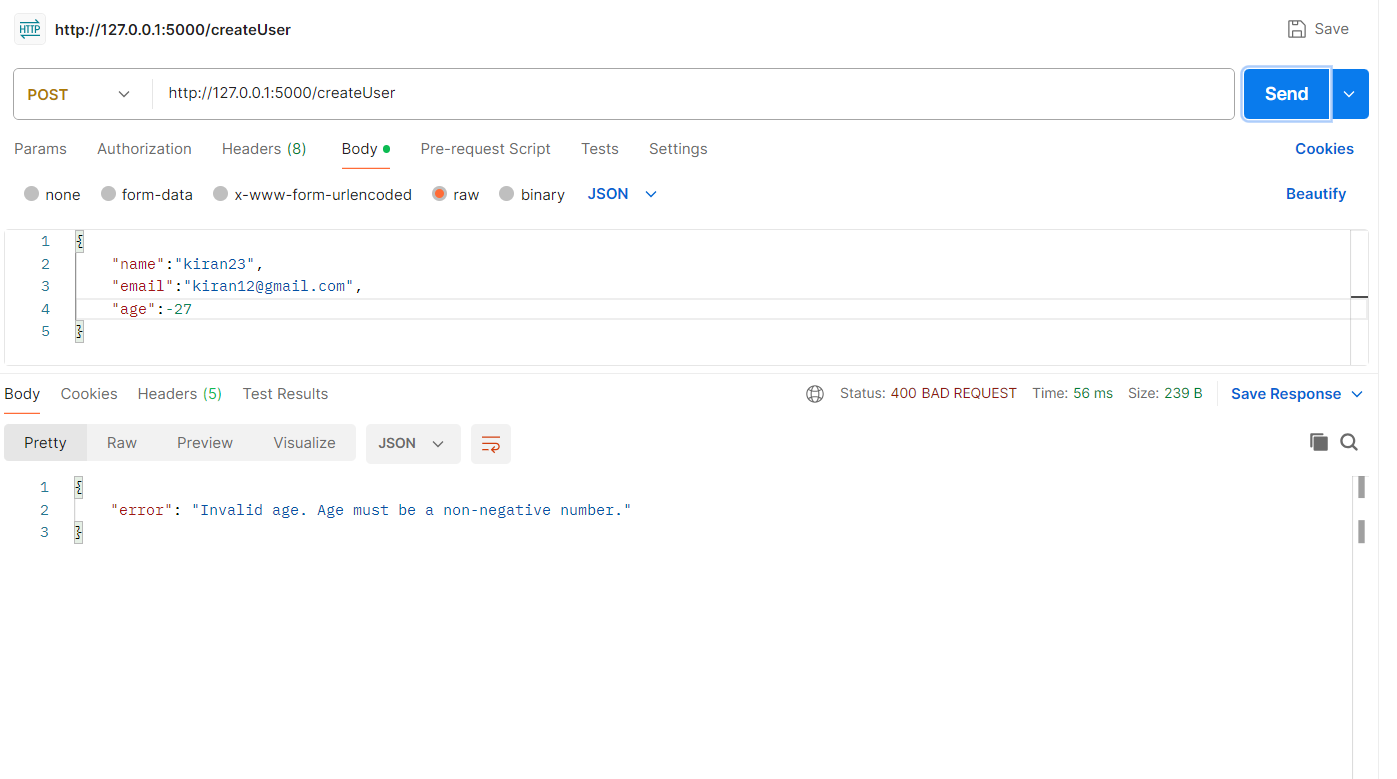 HTTP http://127.0.0.1:5000/createUser Save
POST http://127.0.0.1:5000/createUser Send
Params Authorization Headers (8) Body Pre-request Script Tests Settings Cookies
none form-data x-www-form-urlencoded raw binary JSON Beautify
1 {
2 "name":"kiran23",
3 "email":"kiran12@gmail.com",
4 "age":-27
5 }
Body Cookies Headers (5) Test Results Status: 400 BAD REQUEST Time: 56 ms Size: 239 B Save Response
Pretty Raw Preview Visualize JSON
1 {
2 "error": "Invalid age. Age must be a non-negative number."
3 }